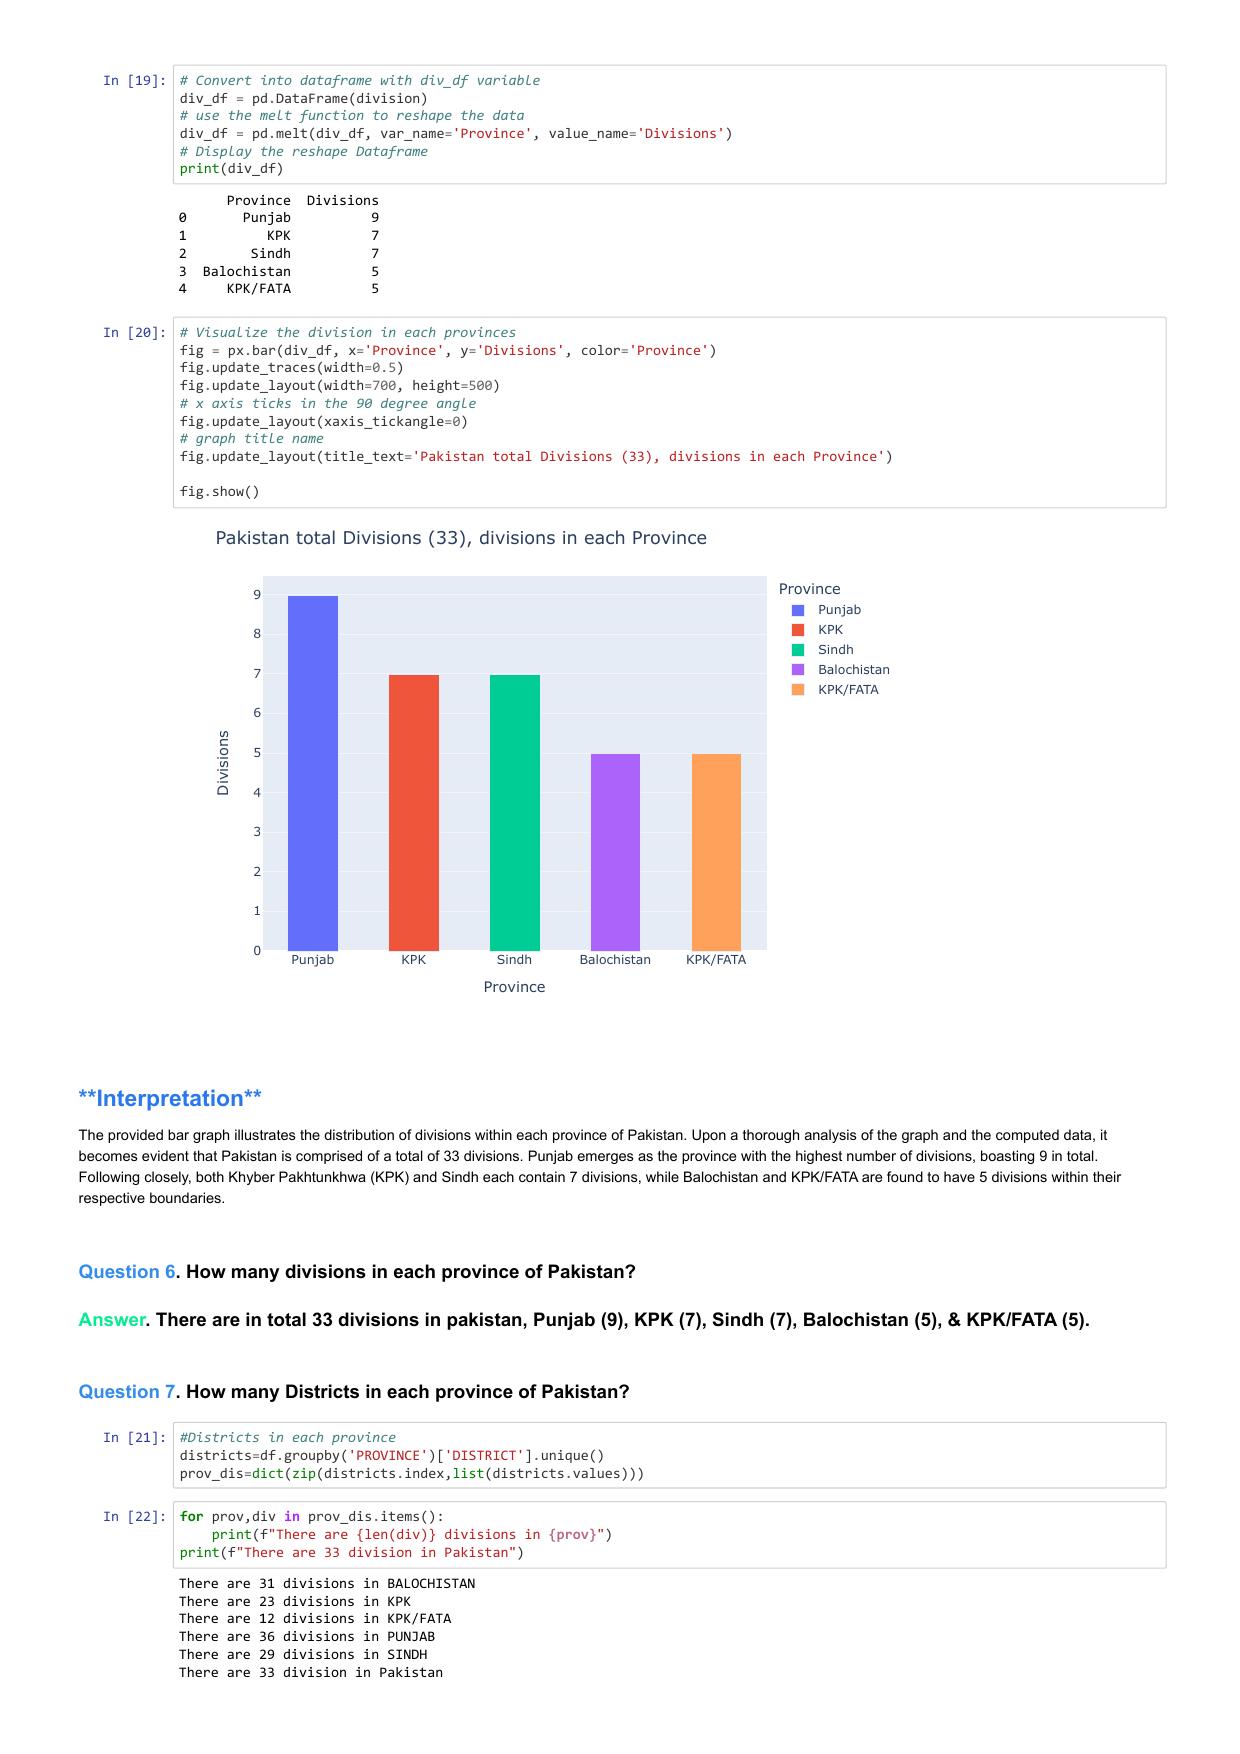 In [19]: # Convert into dataframe with div_df variable
div_df = pd.DataFrame(division)
# use the melt function to reshape the data
div_df = pd.melt(div_df, var_name='Province', value_name='Divisions')
# Display the reshape Dataframe
print(div_df)
Province Divisions
0 Punjab 9
1 KPK 7
2 Sindh 7
3 Balochistan 5
4 KPK/FATA 5
In [20]: # Visualize the division in each provinces
fig = px.bar(div_df, x='Province', y='Divisions', color='Province')
fig.update_traces(width=0.5)
fig.update_layout(width=700, height=500)
# x axis ticks in the 90 degree angle
fig.update_layout(xaxis_tickangle=0)
# graph title name
fig.update_layout(title_text='Pakistan total Divisions (33), divisions in each Province')
fig.show()
Pakistan total Divisions (33), divisions in each Province
9
8
7
6
5
4
3
2
1
0
Divisions
Punjab KPK Sindh Balochistan KPK/FATA
Province
Province
Punjab
KPK
Sindh
Balochistan
KPK/FATA
**Interpretation**
The provided bar graph illustrates the distribution of divisions within each province of Pakistan. Upon a thorough analysis of the graph and the computed data, it
becomes evident that Pakistan is comprised of a total of 33 divisions. Punjab emerges as the province with the highest number of divisions, boasting 9 in total.
Following closely, both Khyber Pakhtunkhwa (KPK) and Sindh each contain 7 divisions, while Balochistan and KPK/FATA are found to have 5 divisions within their
respective boundaries.
Question 6. How many divisions in each province of Pakistan?
Answer. There are in total 33 divisions in pakistan, Punjab (9), KPK (7), Sindh (7), Balochistan (5), & KPK/FATA (5).
Question 7. How many Districts in each province of Pakistan?
In [21]: #Districts in each province
districts=df.groupby('PROVINCE')['DISTRICT'].unique()
prov_dis=dict(zip(districts.index,list(districts.values)))
In [22]: for prov,div in prov_dis.items():
print(f"There are {len(div)} divisions in {prov}")
print(f"There are 33 division in Pakistan")
There are 31 divisions in BALOCHISTAN
There are 23 divisions in KPK
There are 12 divisions in KPK/FATA
There are 36 divisions in PUNJAB
There are 29 divisions in SINDH
There are 33 division in Pakistan